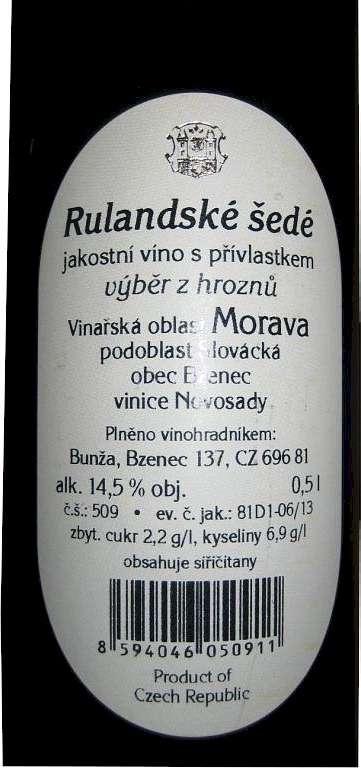 Rulandské šedé
jakostní víno s přívlastkem
výběr z hroznů
Vinařská oblast Morava
podoblast Slovácká
obec Bzenec
vinice Novosady
Plněno vinohradníkem:
Bunža, Bzenec 137, CZ 696 81
alk. 14,5 % obj. 0,5 l
č.š.: 509 • ev. č. jak.: 81D1-06/13
zbyt. cukr 2,2 g/l, kyseliny 6,9 g/l
obsahuje siřičitany
8 594046 050911
Product of
Czech Republic